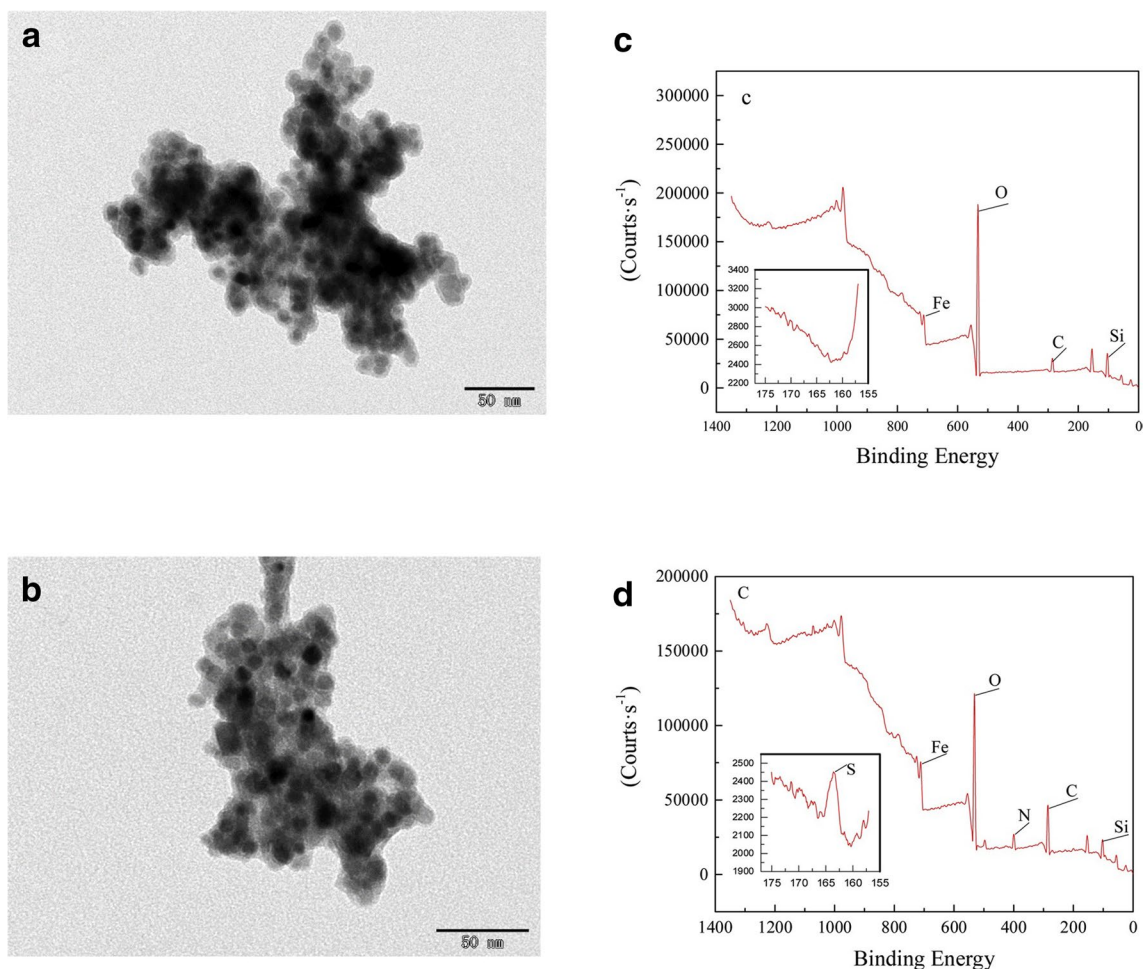 a
50 nm
c
c
300000
250000
200000
150000
100000
50000
0
(Courts·s⁻¹)
O
Fe
C
Si
3400
3200
3000
2800
2600
2400
2200
175 170 165 160 155
1400 1200 1000 800 600 400 200 0
Binding Energy
b
50 nm
d
C
200000
150000
100000
50000
0
(Courts·s⁻¹)
O
Fe
N
C
Si
S
2500
2400
2300
2200
2100
2000
1900
175 170 165 160 155
1400 1200 1000 800 600 400 200 0
Binding Energy